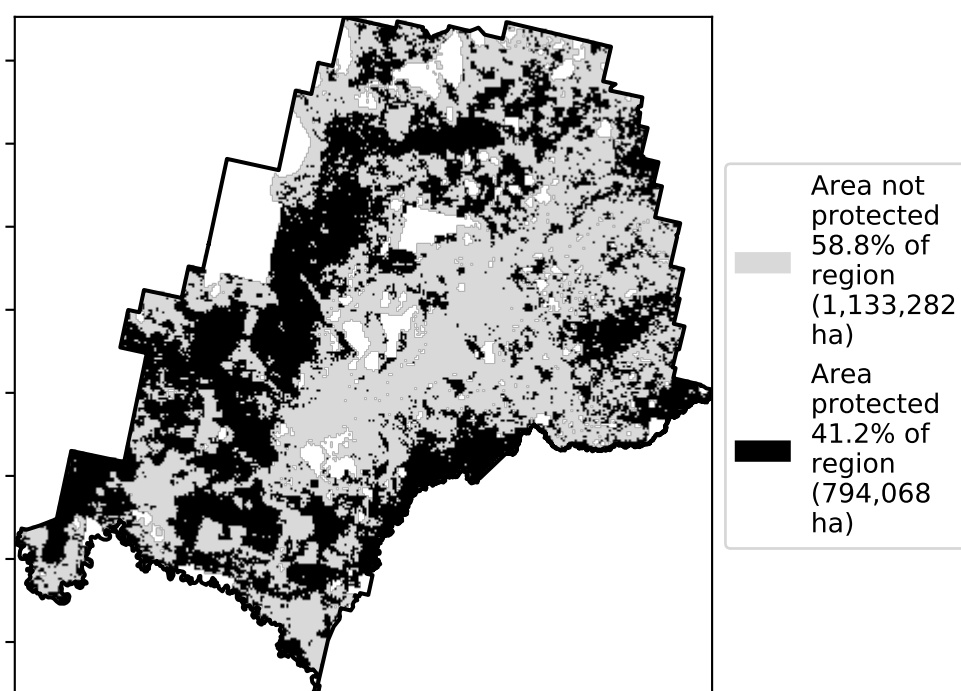 Area not
protected
58.8% of
region
(1,133,282
ha)
Area
protected
41.2% of
region
(794,068
ha)